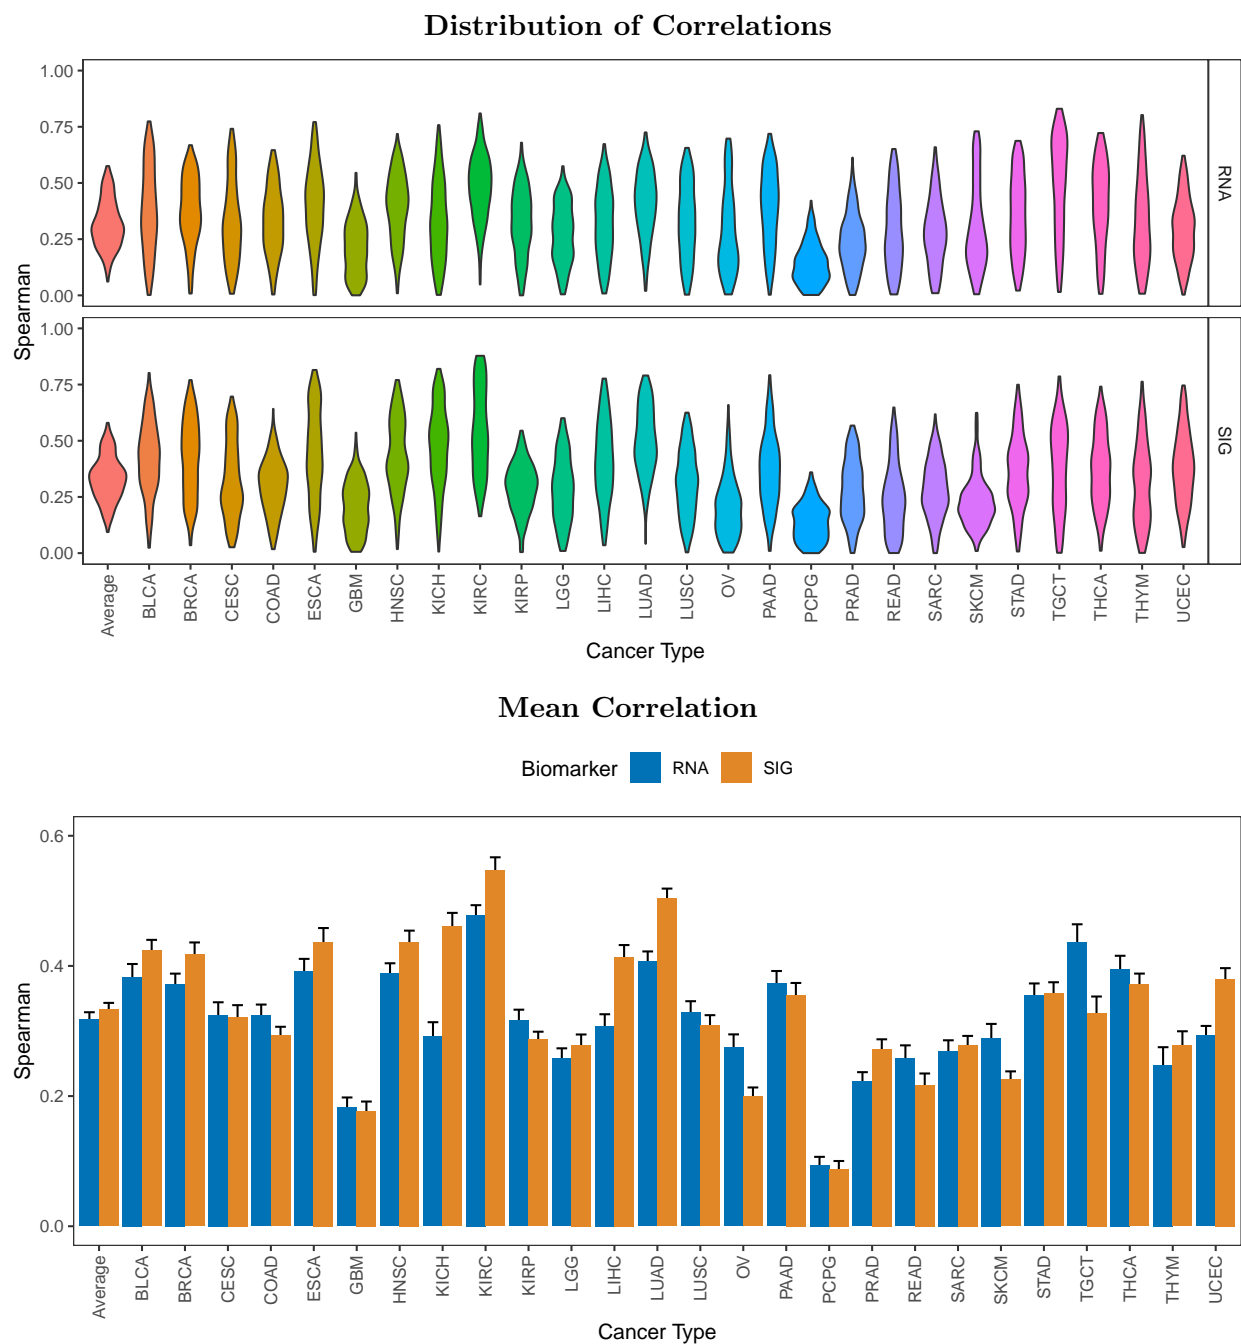 Distribution of Correlations
1.00
0.75
0.50
0.25
0.00
RNA
1.00
0.75
0.50
0.25
0.00
SIG
Spearman
Average BLCA BRCA CESC COAD ESCA GBM HNSC KICH KIRC KIRP LGG LIHC LUAD LUSC OV PAAD PCPG PRAD READ SARC SKCM STAD TGCT THCA THYM UCEC
Cancer Type
Mean Correlation
Biomarker RNA SIG
0.6
0.4
0.2
0.0
Spearman
Average BLCA BRCA CESC COAD ESCA GBM HNSC KICH KIRC KIRP LGG LIHC LUAD LUSC OV PAAD PCPG PRAD READ SARC SKCM STAD TGCT THCA THYM UCEC
Cancer Type